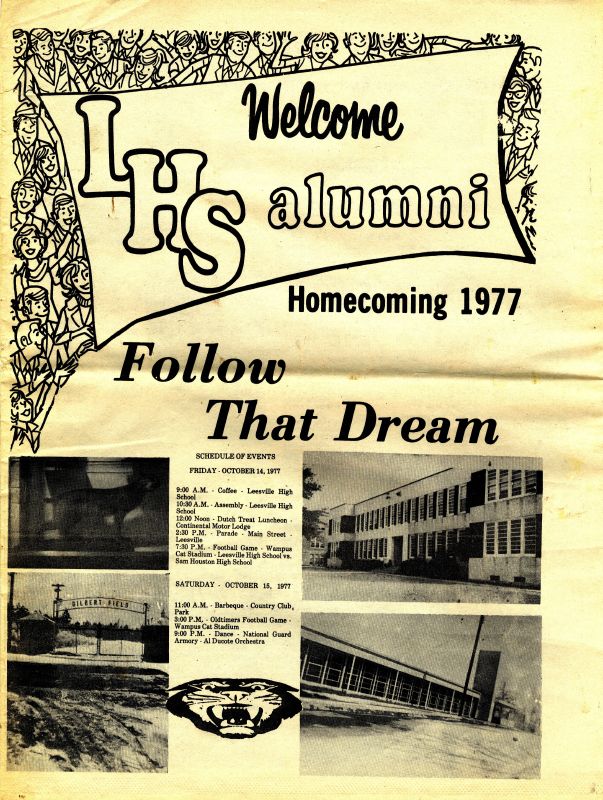 Welcome
LHS
alumni
Homecoming 1977
Follow
That Dream
SCHEDULE OF EVENTS
FRIDAY - OCTOBER 14, 1977
9:00 A.M. - Coffee - Leesville High
School
10:30 A.M. - Assembly - Leesville High
School
12:00 Noon - Dutch Treat Luncheon -
Continental Motor Lodge
2:30 P.M. - Parade - Main Street -
Leesville
7:30 P.M. - Football Game - Wampus
Cat Stadium - Leesville High School vs.
Sam Houston High School
SATURDAY - OCTOBER 15, 1977
11:00 A.M. - Barbeque - Country Club,
Park
3:00 P.M. - Oldtimers Football Game -
Wampus Cat Stadium
9:00 P.M. - Dance - National Guard
Armory - Al Ducote Orchestra
GILBERT FIELD